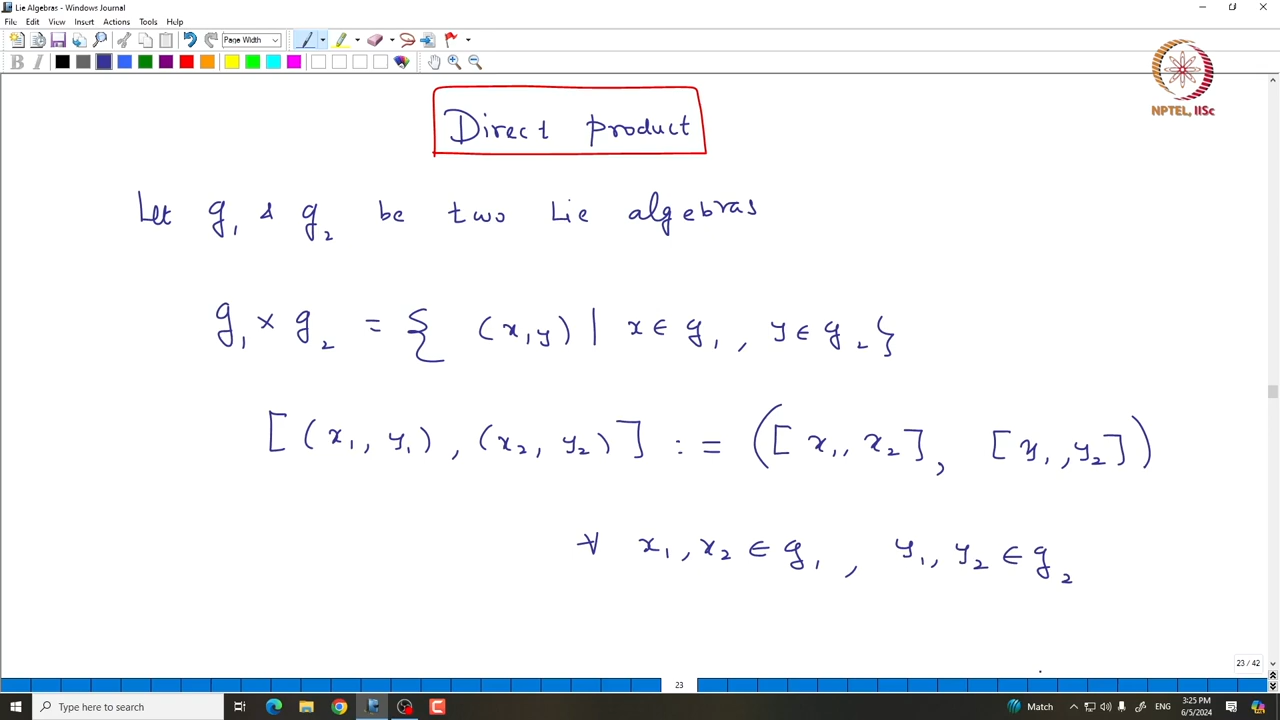 Lie Algebras - Windows Journal
File Edit View Insert Actions Tools Help
Page Width
B I
NPTEL, IISc
Direct product
Let g₁ & g₂ be two Lie algebras
g₁ × g₂ = { (x,y) | x ∈ g₁, y ∈ g₂}
[(x₁, y₁), (x₂, y₂)] := ([x₁, x₂], [y₁, y₂])
∀ x₁, x₂ ∈ g₁, y₁, y₂ ∈ g₂
23 / 42
23
Type here to search
Match
3:25 PM
6/5/2024